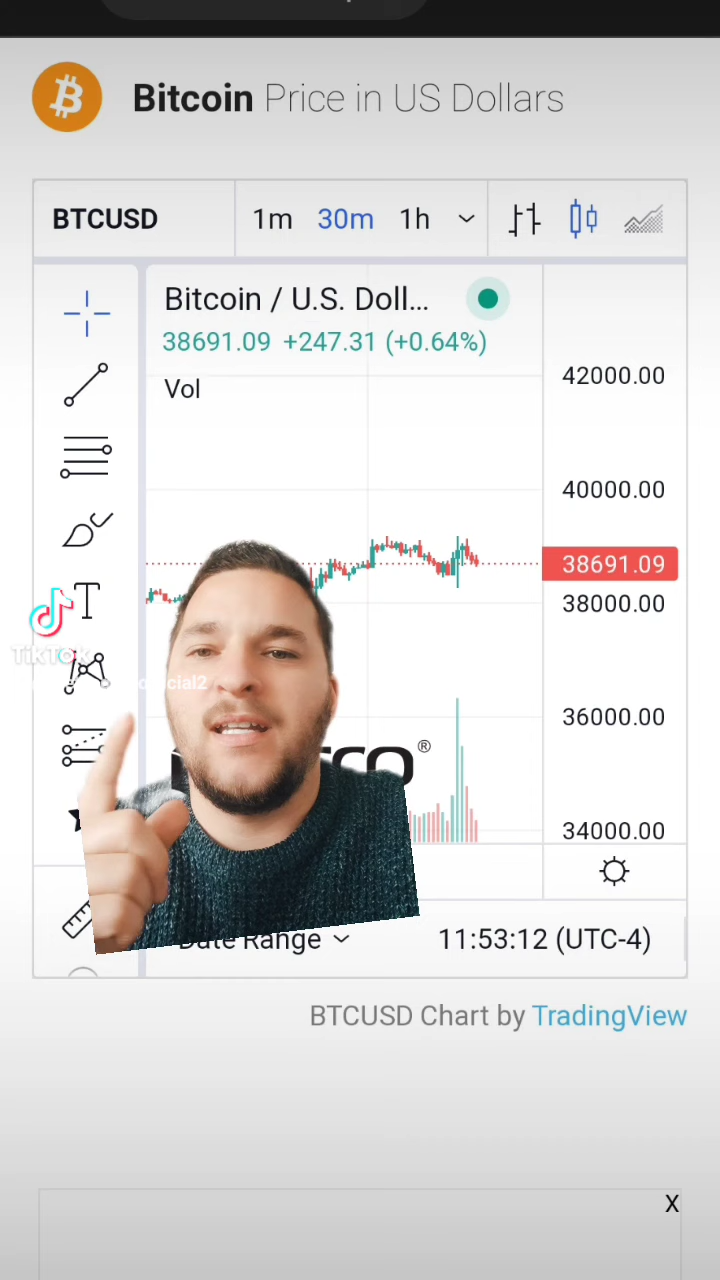 Bitcoin Price in US Dollars
BTCUSD
1m 30m 1h
Bitcoin / U.S. Doll...
38691.09 +247.31 (+0.64%)
Vol
42000.00
40000.00
38691.09
38000.00
TikTok
36000.00
®
34000.00
Date Range
11:53:12 (UTC-4)
BTCUSD Chart by TradingView
X